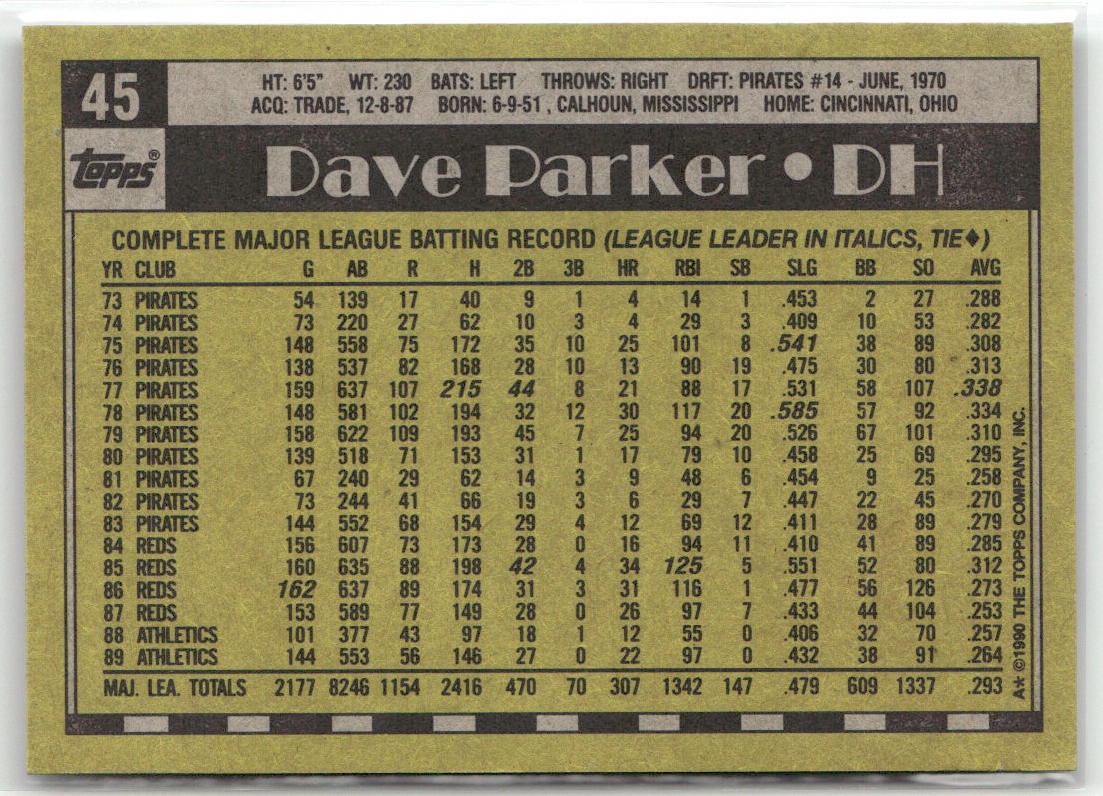 45
HT: 6'5" WT: 230 BATS: LEFT THROWS: RIGHT DRFT: PIRATES #14 - JUNE, 1970
ACQ: TRADE, 12-8-87 BORN: 6-9-51 , CALHOUN, MISSISSIPPI HOME: CINCINNATI, OHIO
topps®
Dave Parker • DH
COMPLETE MAJOR LEAGUE BATTING RECORD (LEAGUE LEADER IN ITALICS, TIE♦)
YR CLUB G AB R H 2B 3B HR RBI SB SLG BB SO AVG
73 PIRATES 54 139 17 40 9 1 4 14 1 .453 2 27 .288
74 PIRATES 73 220 27 62 10 3 4 29 3 .409 10 53 .282
75 PIRATES 148 558 75 172 35 10 25 101 8 .541 38 89 .308
76 PIRATES 138 537 82 168 28 10 13 90 19 .475 30 80 .313
77 PIRATES 159 637 107 215 44 8 21 88 17 .531 58 107 .338
78 PIRATES 148 581 102 194 32 12 30 117 20 .585 57 92 .334
79 PIRATES 158 622 109 193 45 7 25 94 20 .526 67 101 .310
80 PIRATES 139 518 71 153 31 1 17 79 10 .458 25 69 .295
81 PIRATES 67 240 29 62 14 3 9 48 6 .454 9 25 .258
82 PIRATES 73 244 41 66 19 3 6 29 7 .447 22 45 .270
83 PIRATES 144 552 68 154 29 4 12 69 12 .411 28 89 .279
84 REDS 156 607 73 173 28 0 16 94 11 .410 41 89 .285
85 REDS 160 635 88 198 42 4 34 125 5 .551 52 80 .312
86 REDS 162 637 89 174 31 3 31 116 1 .477 56 126 .273
87 REDS 153 589 77 149 28 0 26 97 7 .433 44 104 .253
88 ATHLETICS 101 377 43 97 18 1 12 55 0 .406 32 70 .257
89 ATHLETICS 144 553 56 146 27 0 22 97 0 .432 38 91 .264
MAJ. LEA. TOTALS 2177 8246 1154 2416 470 70 307 1342 147 .479 609 1337 .293
A* ©1990 THE TOPPS COMPANY, INC.